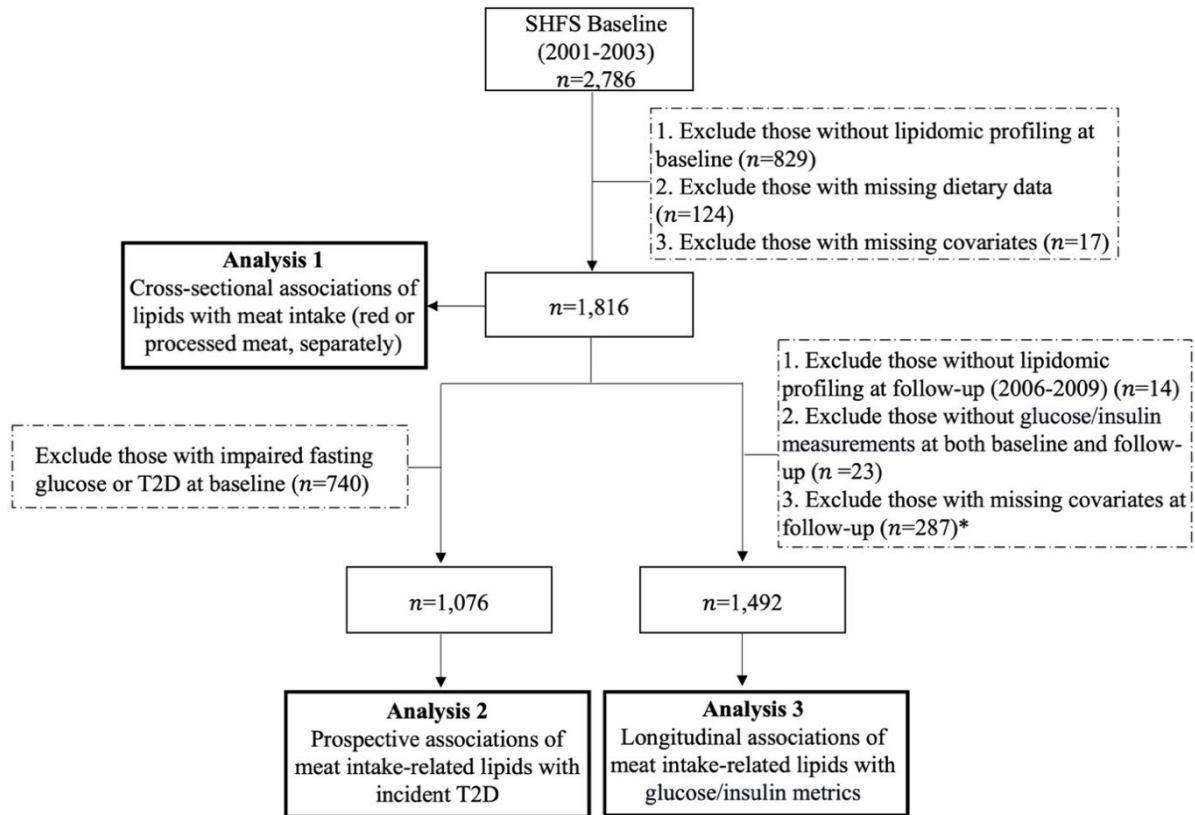 SHFS Baseline
(2001-2003)
n=2,786
1. Exclude those without lipidomic profiling at
baseline (n=829)
2. Exclude those with missing dietary data
(n=124)
3. Exclude those with missing covariates (n=17)
Analysis 1
Cross-sectional associations of
lipids with meat intake (red or
processed meat, separately)
n=1,816
1. Exclude those without lipidomic
profiling at follow-up (2006-2009) (n=14)
2. Exclude those without glucose/insulin
measurements at both baseline and follow-
up (n =23)
3. Exclude those with missing covariates at
follow-up (n=287)*
Exclude those with impaired fasting
glucose or T2D at baseline (n=740)
n=1,076
n=1,492
Analysis 2
Prospective associations of
meat intake-related lipids with
incident T2D
Analysis 3
Longitudinal associations of
meat intake-related lipids with
glucose/insulin metrics